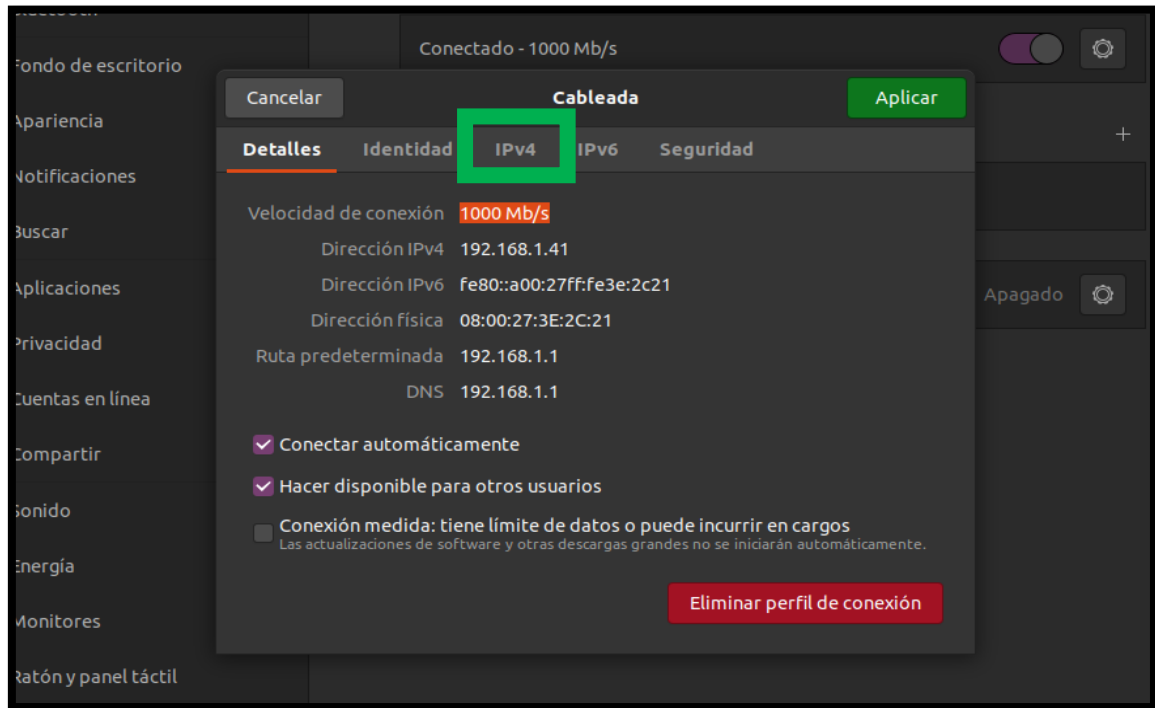 Conectado - 1000 Mb/s
Fondo de escritorio
Cancelar
Cableada
Aplicar
Apariencia
Detalles
Identidad
IPv4
IPv6
Seguridad
Notificaciones
Velocidad de conexión 1000 Mb/s
Buscar
Dirección IPv4 192.168.1.41
Aplicaciones
Dirección IPv6 fe80::a00:27ff:fe3e:2c21
Apagado
Dirección física 08:00:27:3E:2C:21
Privacidad
Ruta predeterminada 192.168.1.1
DNS 192.168.1.1
Cuentas en línea
Conectar automáticamente
Compartir
Hacer disponible para otros usuarios
Sonido
Conexión medida: tiene límite de datos o puede incurrir en cargos
Las actualizaciones de software y otras descargas grandes no se iniciarán automáticamente.
Energía
Eliminar perfil de conexión
Monitores
Ratón y panel táctil